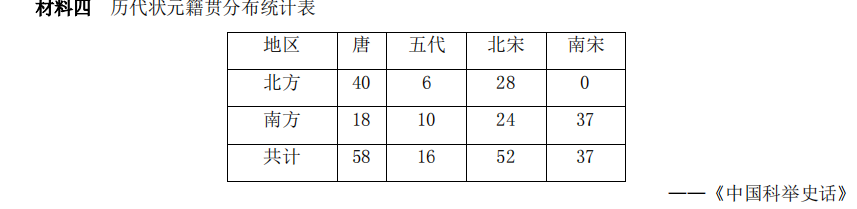 材料四 历代状元籍贯分布统计表
地区 唐 五代 北宋 南宋
北方 40 6 28 0
南方 18 10 24 37
共计 58 16 52 37
——《中国科举史话》